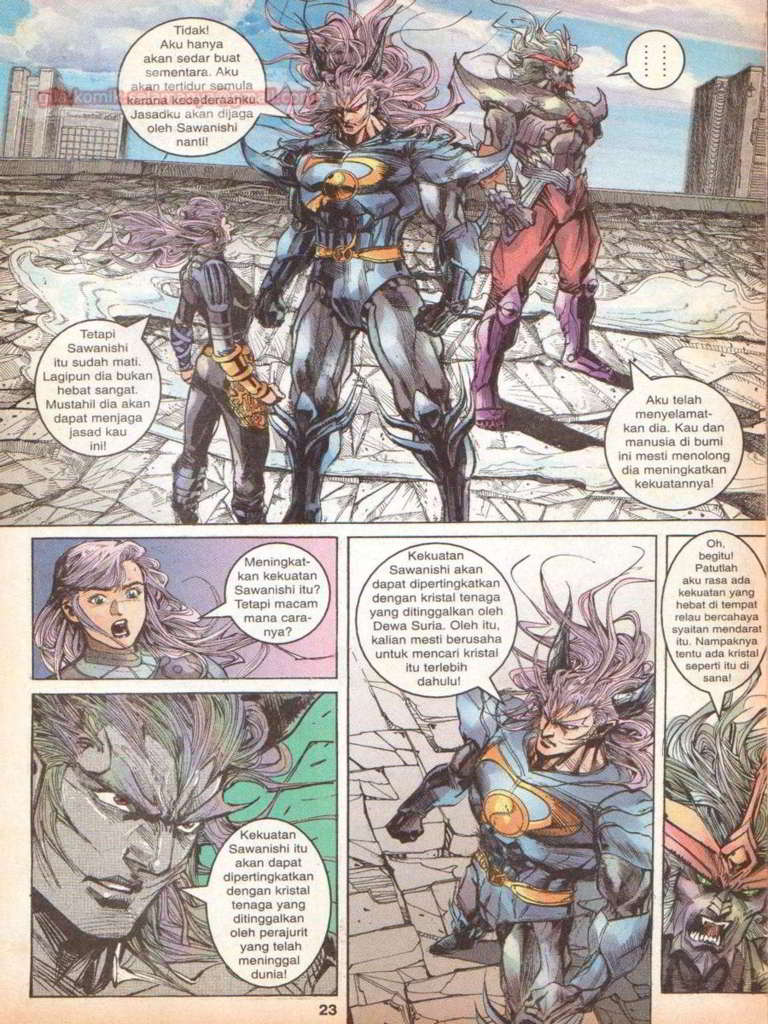 Tidak!
Aku hanya
akan sedar buat
sementara. Aku
akan tertidur semula
kerana kecederaanku.
Jasadku akan dijaga
oleh Sawanishi
nanti!
Tetapi
Sawanishi
itu sudah mati.
Lagipun dia bukan
hebat sangat.
Mustahil dia akan
dapat menjaga
jasad kau
ini!
Aku telah
menyelamat-
kan dia. Kau dan
manusia di bumi
ini mesti menolong
dia meningkatkan
kekuatannya!
Meningkat-
kan kekuatan
Sawanishi itu?
Tetapi macam
mana cara-
nya?
Kekuatan
Sawanishi itu
akan dapat
dipertingkatkan
dengan kristal
tenaga yang
ditinggalkan
oleh perajurit
yang telah
meninggal
dunia!
Kekuatan
Sawanishi akan
dapat dipertingkatkan
dengan kristal tenaga
yang ditinggalkan oleh
Dewa Suria. Oleh itu,
kalian mesti berusaha
untuk mencari kristal
itu terlebih
dahulu!
Oh,
begitu!
Patutlah
aku rasa ada
kekuatan yang
hebat di tempat
relau bercahaya
syaitan mendarat
itu. Nampaknya
tentu ada kristal
seperti itu di
sana!
23